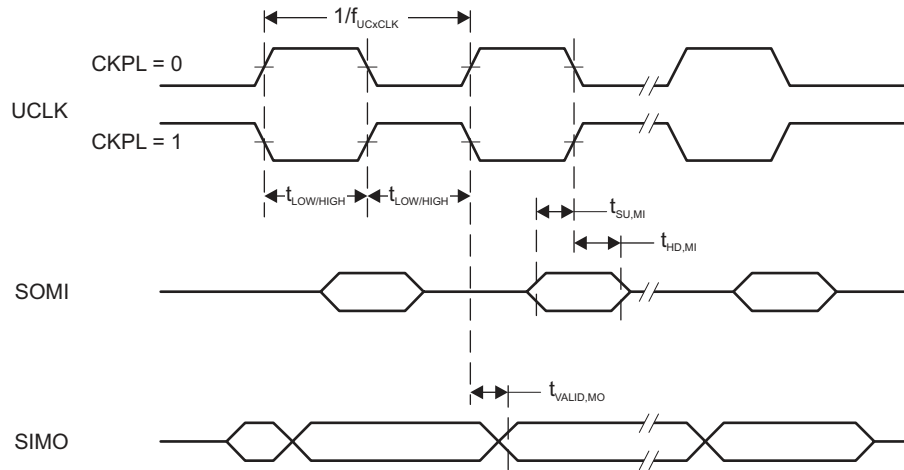 1/fUCxCLK
CKPL = 0
UCLK
CKPL = 1
tLOW/HIGH tLOW/HIGH
tSU,MI
tHD,MI
SOMI
tVALID,MO
SIMO